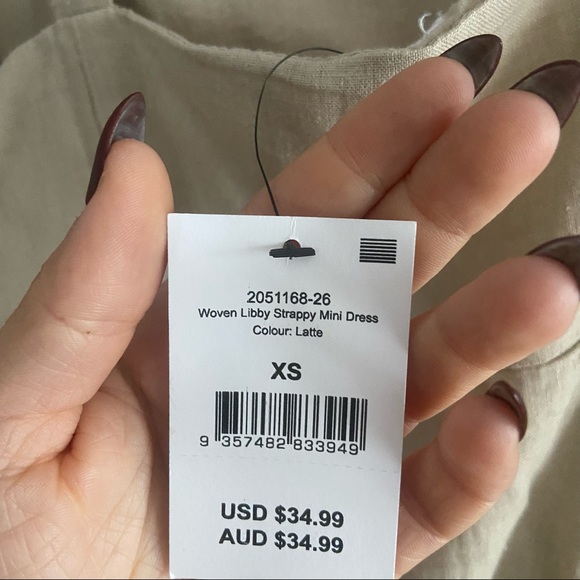 2051168-26
Woven Libby Strappy Mini Dress
Colour: Latte
XS
9 357482 833949
USD $34.99
AUD $34.99